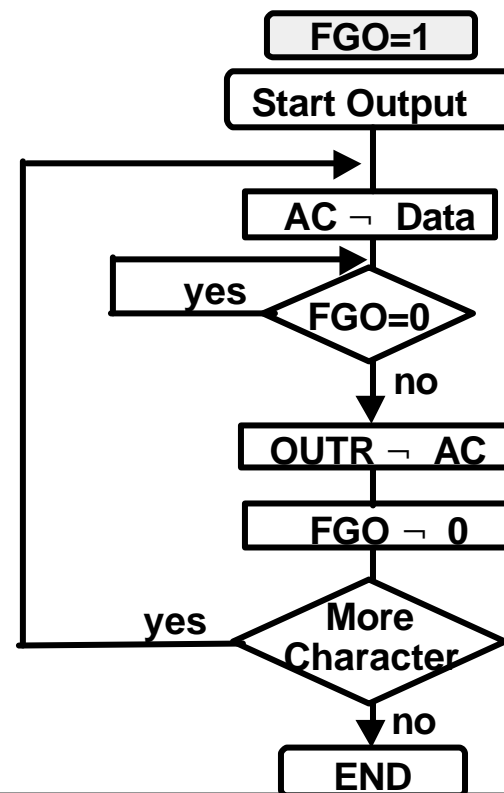 FGO=1
Start Output
AC ¬ Data
yes
FGO=0
no
OUTR ¬ AC
FGO ¬ 0
yes
More
Character
no
END